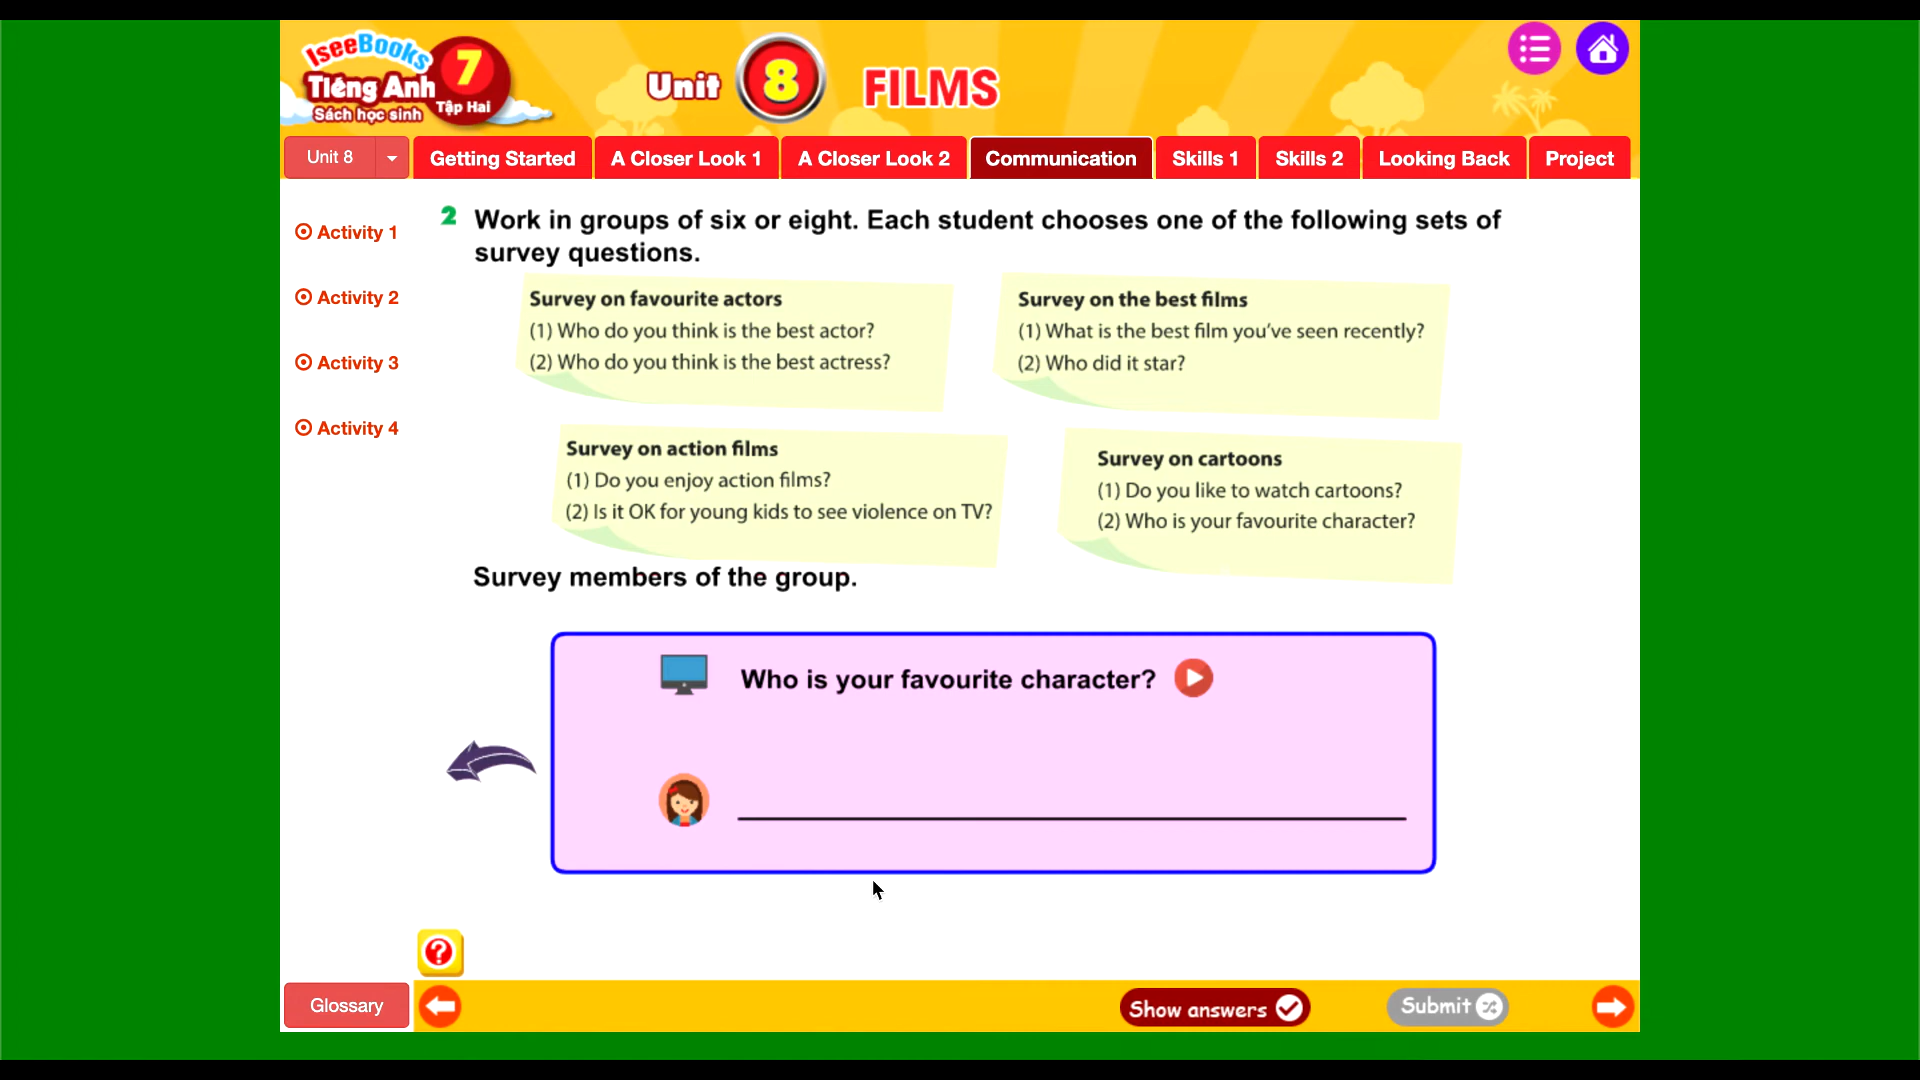 IseeBooks
Tiếng Anh 7
Sách học sinh Tập Hai
Unit 8 FILMS
Unit 8
Getting Started
A Closer Look 1
A Closer Look 2
Communication
Skills 1
Skills 2
Looking Back
Project
Activity 1
Activity 2
Activity 3
Activity 4
2 Work in groups of six or eight. Each student chooses one of the following sets of
survey questions.
Survey on favourite actors
(1) Who do you think is the best actor?
(2) Who do you think is the best actress?
Survey on the best films
(1) What is the best film you've seen recently?
(2) Who did it star?
Survey on action films
(1) Do you enjoy action films?
(2) Is it OK for young kids to see violence on TV?
Survey on cartoons
(1) Do you like to watch cartoons?
(2) Who is your favourite character?
Survey members of the group.
Who is your favourite character?
?
Glossary
Show answers
Submit